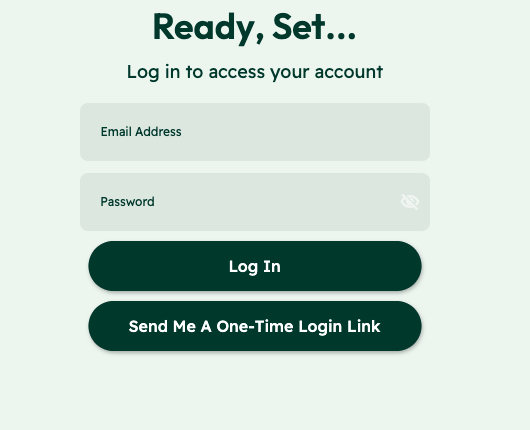 Ready, Set...
Log in to access your account
Email Address
Password
Log In
Send Me A One-Time Login Link